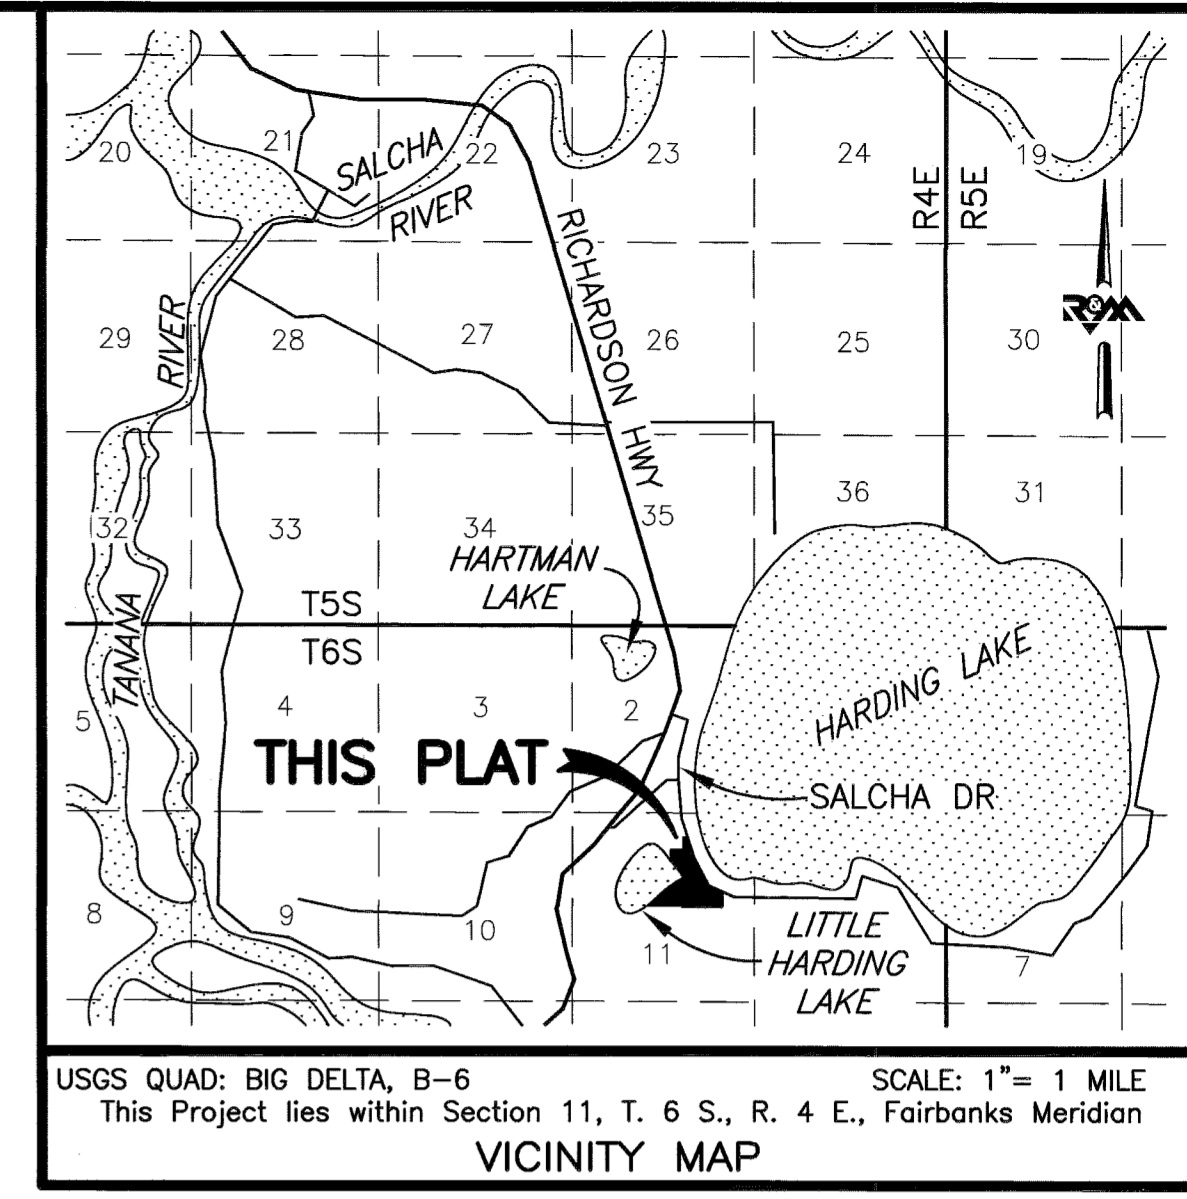 20
21
SALCHA
22
RIVER
23
24
19
R4E
R5E
RICHARDSON HWY
29
RIVER
28
27
26
25
30
R&M
32
33
34
35
36
31
HARTMAN
LAKE
TANANA
T5S
T6S
HARDING LAKE
5
4
3
2
THIS PLAT
SALCHA DR
8
9
10
11
LITTLE
HARDING
LAKE
7
USGS QUAD: BIG DELTA, B-6
SCALE: 1"= 1 MILE
This Project lies within Section 11, T. 6 S., R. 4 E., Fairbanks Meridian
VICINITY MAP